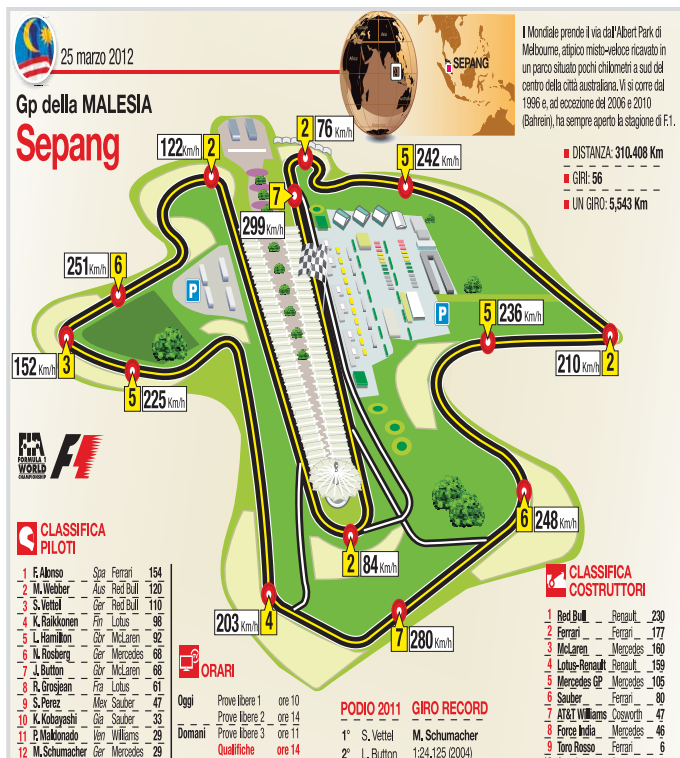 25 marzo 2012
Gp della MALESIA
Sepang
SEPANG
Il Mondiale prende il via dall'Albert Park di
Melbourne, atipico misto-veloce ricavato in
un parco situato pochi chilometri a sud del
centro della città australiana. Vi si corre dal
1996 e, ad eccezione del 2006 e 2010
(Bahrein), ha sempre aperto la stagione di F.1.
DISTANZA: 310.408 Km
GIRI: 56
UN GIRO: 5,543 Km
122 Km/h 2
2 76 Km/h
5 242 Km/h
7
299 Km/h
251 Km/h 6
P
P
5 236 Km/h
152 Km/h 3
210 Km/h 2
5 225 Km/h
6 248 Km/h
2 84 Km/h
203 Km/h 4
7 280 Km/h
FIA
FORMULA 1
WORLD
CHAMPIONSHIP
F1
CLASSIFICA
PILOTI
1 F. Alonso Spa Ferrari 154
2 M. Webber Aus Red Bull 120
3 S. Vettel Ger Red Bull 110
4 K. Raikkonen Fin Lotus 98
5 L. Hamilton Gbr McLaren 92
6 N. Rosberg Ger Mercedes 68
7 J. Button Gbr McLaren 68
8 R. Grosjean Fra Lotus 61
9 S. Perez Mex Sauber 47
10 K. Kobayashi Gia Sauber 33
11 P. Maldonado Ven Williams 29
12 M. Schumacher Ger Mercedes 29
ORARI
Oggi Prove libere 1 ore 10
Prove libere 2 ore 14
Domani Prove libere 3 ore 11
Qualifiche ore 14
PODIO 2011
1° S. Vettel
2° L. Button
GIRO RECORD
M. Schumacher
1:24.125 (2004)
CLASSIFICA
COSTRUTTORI
1 Red Bull Renault 230
2 Ferrari Ferrari 177
3 McLaren Mercedes 160
4 Lotus-Renault Renault 159
5 Mercedes GP Mercedes 105
6 Sauber Ferrari 80
7 AT&T Williams Cosworth 47
8 Force India Mercedes 46
9 Toro Rosso Ferrari 6